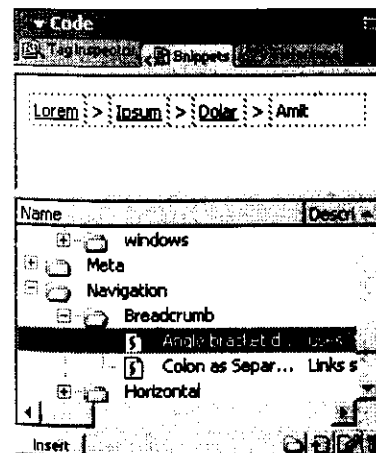 Code
Tag Inspector Snippets
Lorem > Ipsum > Dolar > Amit
Name Descri
windows
Meta
Navigation
Breadcrumb
Angle bracket d... uses
Colon as Separ... Links s
Horizontal
Insert